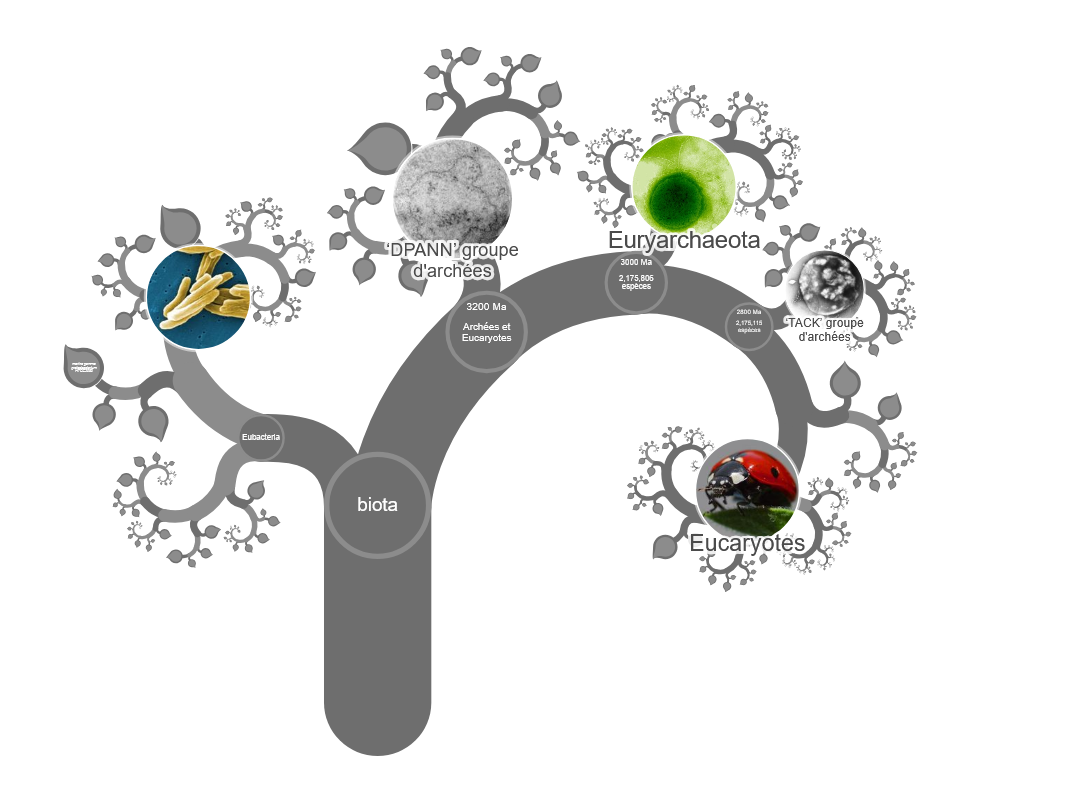 'DPANN' groupe
d'archées
Euryarchaeota
3000 Ma
2,175,806
espèces
3200 Ma
Archées et
Eucaryotes
2800 Ma
2,175,115
espèces
'TACK' groupe
d'archées
Eubacteria
biota
Eucaryotes